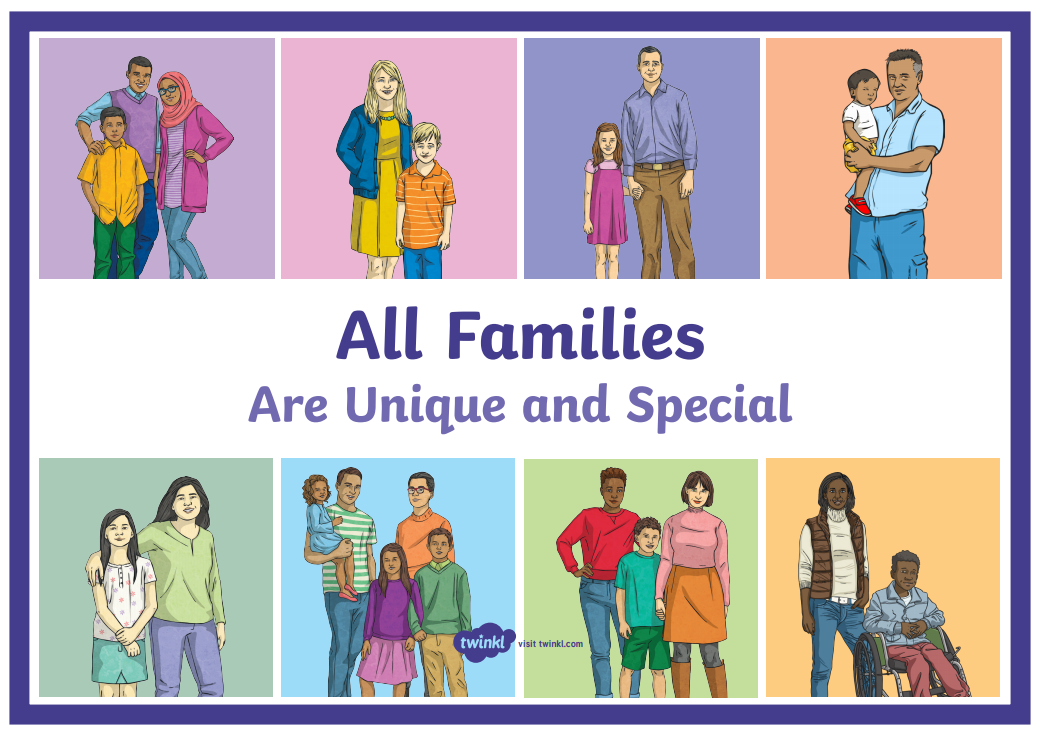 All Families
Are Unique and Special
twinkl visit twinkl.com